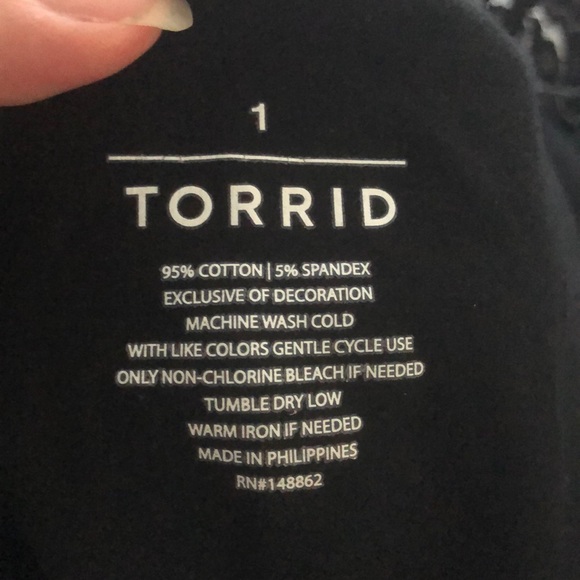 1
TORRID
95% COTTON | 5% SPANDEX
EXCLUSIVE OF DECORATION
MACHINE WASH COLD
WITH LIKE COLORS GENTLE CYCLE USE
ONLY NON-CHLORINE BLEACH IF NEEDED
TUMBLE DRY LOW
WARM IRON IF NEEDED
MADE IN PHILIPPINES
RN#148862